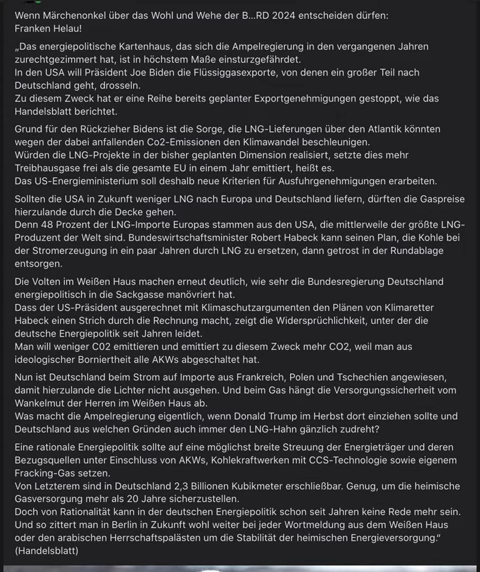 Wenn Märchenonkel über das Wohl und Wehe der B...RD 2024 entscheiden dürfen:
Franken Helau!
„Das energiepolitische Kartenhaus, das sich die Ampelregierung in den vergangenen Jahren
zurechtgezimmert hat, ist in höchstem Maße einsturzgefährdet.
In den USA will Präsident Joe Biden die Flüssiggasexporte, von denen ein großer Teil nach
Deutschland geht, drosseln.
Zu diesem Zweck hat er eine Reihe bereits geplanter Exportgenehmigungen gestoppt, wie das
Handelsblatt berichtet.
Grund für den Rückzieher Bidens ist die Sorge, die LNG-Lieferungen über den Atlantik könnten
wegen der dabei anfallenden Co2-Emissionen den Klimawandel beschleunigen.
Würden die LNG-Projekte in der bisher geplanten Dimension realisiert, setzte dies mehr
Treibhausgase frei als die gesamte EU in einem Jahr emittiert, heißt es.
Das US-Energieministerium soll deshalb neue Kriterien für Ausfuhrgenehmigungen erarbeiten.
Sollten die USA in Zukunft weniger LNG nach Europa und Deutschland liefern, dürften die Gaspreise
hierzulande durch die Decke gehen.
Denn 48 Prozent der LNG-Importe Europas stammen aus den USA, die mittlerweile der größte LNG-
Produzent der Welt sind. Bundeswirtschaftsminister Robert Habeck kann seinen Plan, die Kohle bei
der Stromerzeugung in ein paar Jahren durch LNG zu ersetzen, dann getrost in der Rundablage
entsorgen.
Die Volten im Weißen Haus machen erneut deutlich, wie sehr die Bundesregierung Deutschland
energiepolitisch in die Sackgasse manövriert hat.
Dass der US-Präsident ausgerechnet mit Klimaschutzargumenten den Plänen von Klimaretter
Habeck einen Strich durch die Rechnung macht, zeigt die Widersprüchlichkeit, unter der die
deutsche Energiepolitik seit Jahren leidet.
Man will weniger C02 emittieren und emittiert zu diesem Zweck mehr CO2, weil man aus
ideologischer Borniertheit alle AKWs abgeschaltet hat.
Nun ist Deutschland beim Strom auf Importe aus Frankreich, Polen und Tschechien angewiesen,
damit hierzulande die Lichter nicht ausgehen. Und beim Gas hängt die Versorgungssicherheit vom
Wankelmut der Herren im Weißen Haus ab.
Was macht die Ampelregierung eigentlich, wenn Donald Trump im Herbst dort einziehen sollte und
Deutschland aus welchen Gründen auch immer den LNG-Hahn gänzlich zudreht?
Eine rationale Energiepolitik sollte auf eine möglichst breite Streuung der Energieträger und deren
Bezugsquellen unter Einschluss von AKWs, Kohlekraftwerken mit CCS-Technologie sowie eigenem
Fracking-Gas setzen.
Von Letzterem sind in Deutschland 2,3 Billionen Kubikmeter erschließbar. Genug, um die heimische
Gasversorgung mehr als 20 Jahre sicherzustellen.
Doch von Rationalität kann in der deutschen Energiepolitik schon seit Jahren keine Rede mehr sein.
Und so zittert man in Berlin in Zukunft wohl weiter bei jeder Wortmeldung aus dem Weißen Haus
oder den arabischen Herrschaftspalästen um die Stabilität der heimischen Energieversorgung.“
(Handelsblatt)